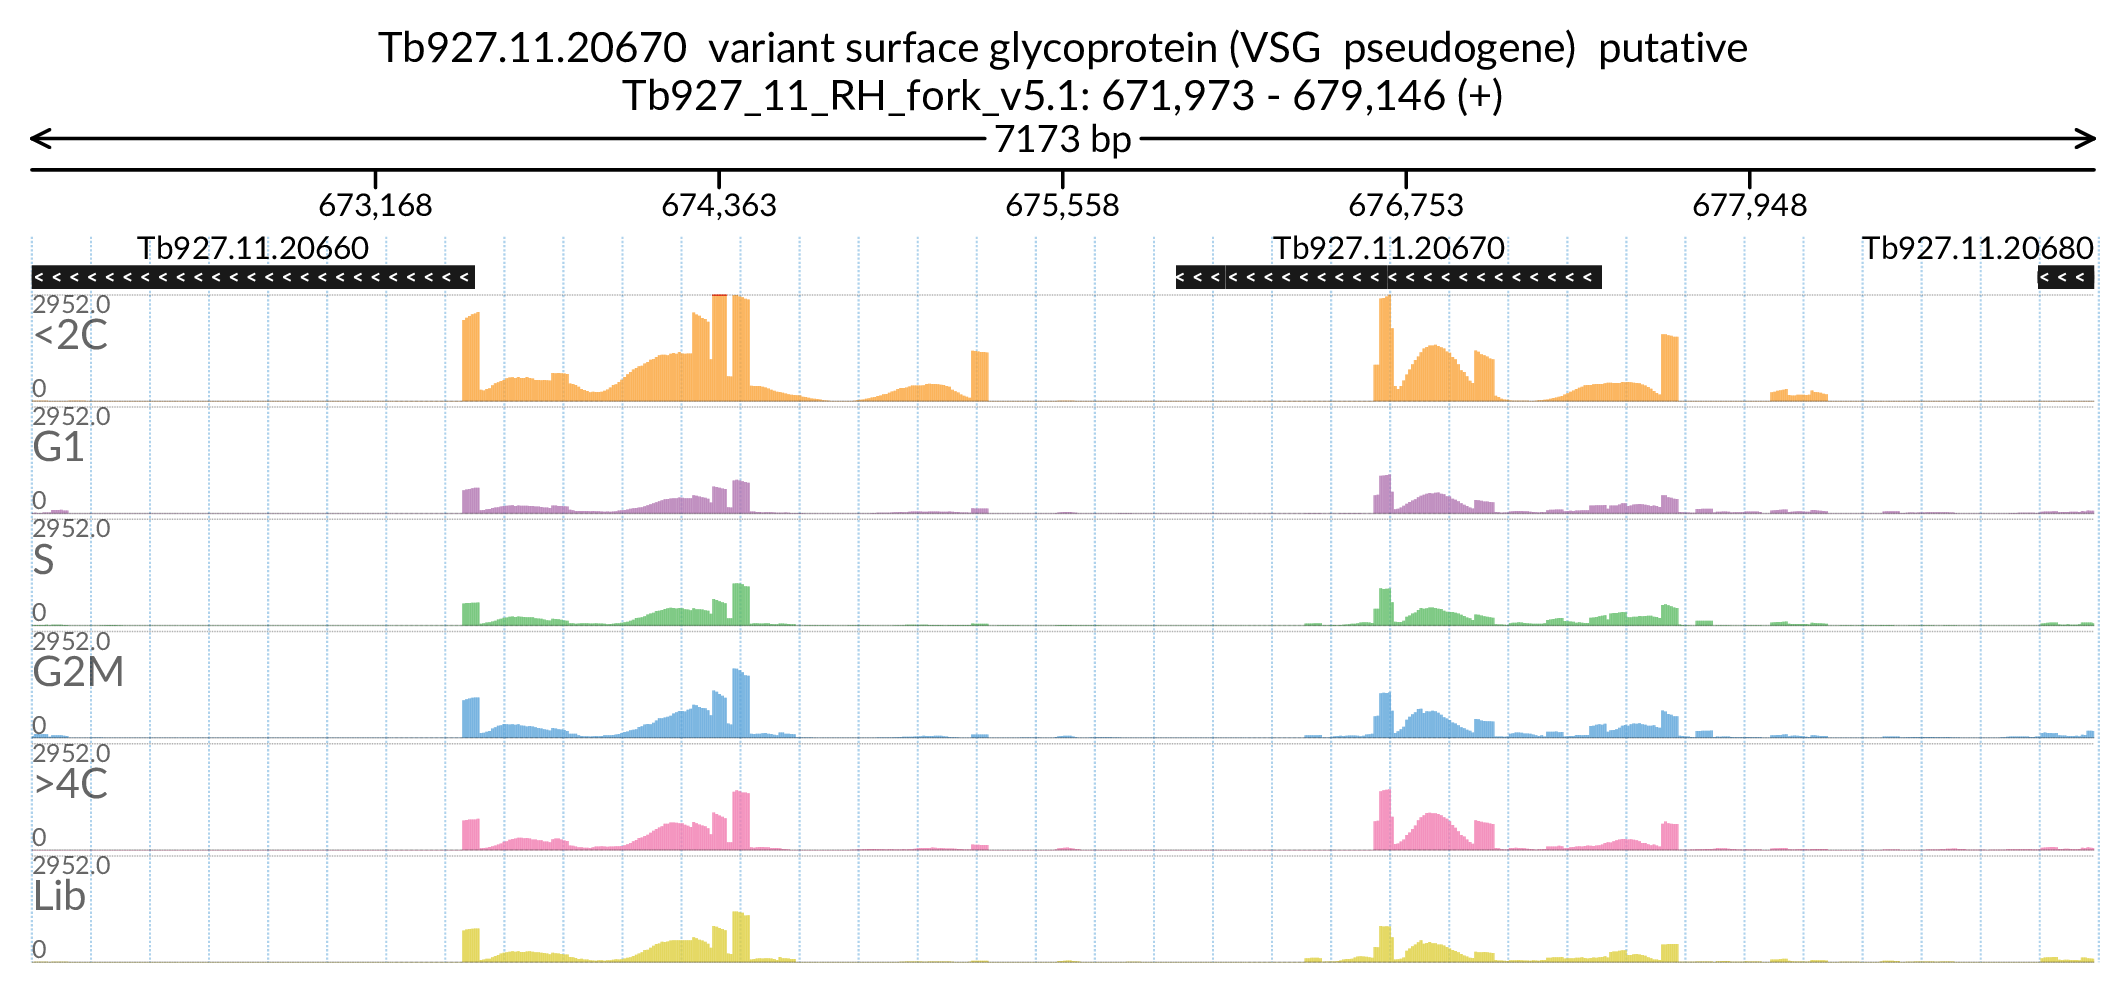 Tb927.11.20670  variant surface glycoprotein (VSG  pseudogene)  putative
Tb927_11_RH_fork_v5.1: 671,973 - 679,146 (+)
7173 bp
673,168 674,363 675,558 676,753 677,948
Tb927.11.20660 Tb927.11.20670 Tb927.11.20680
2952.0
<2C
0
2952.0
G1
0
2952.0
S
0
2952.0
G2M
0
2952.0
>4C
0
2952.0
Lib
0